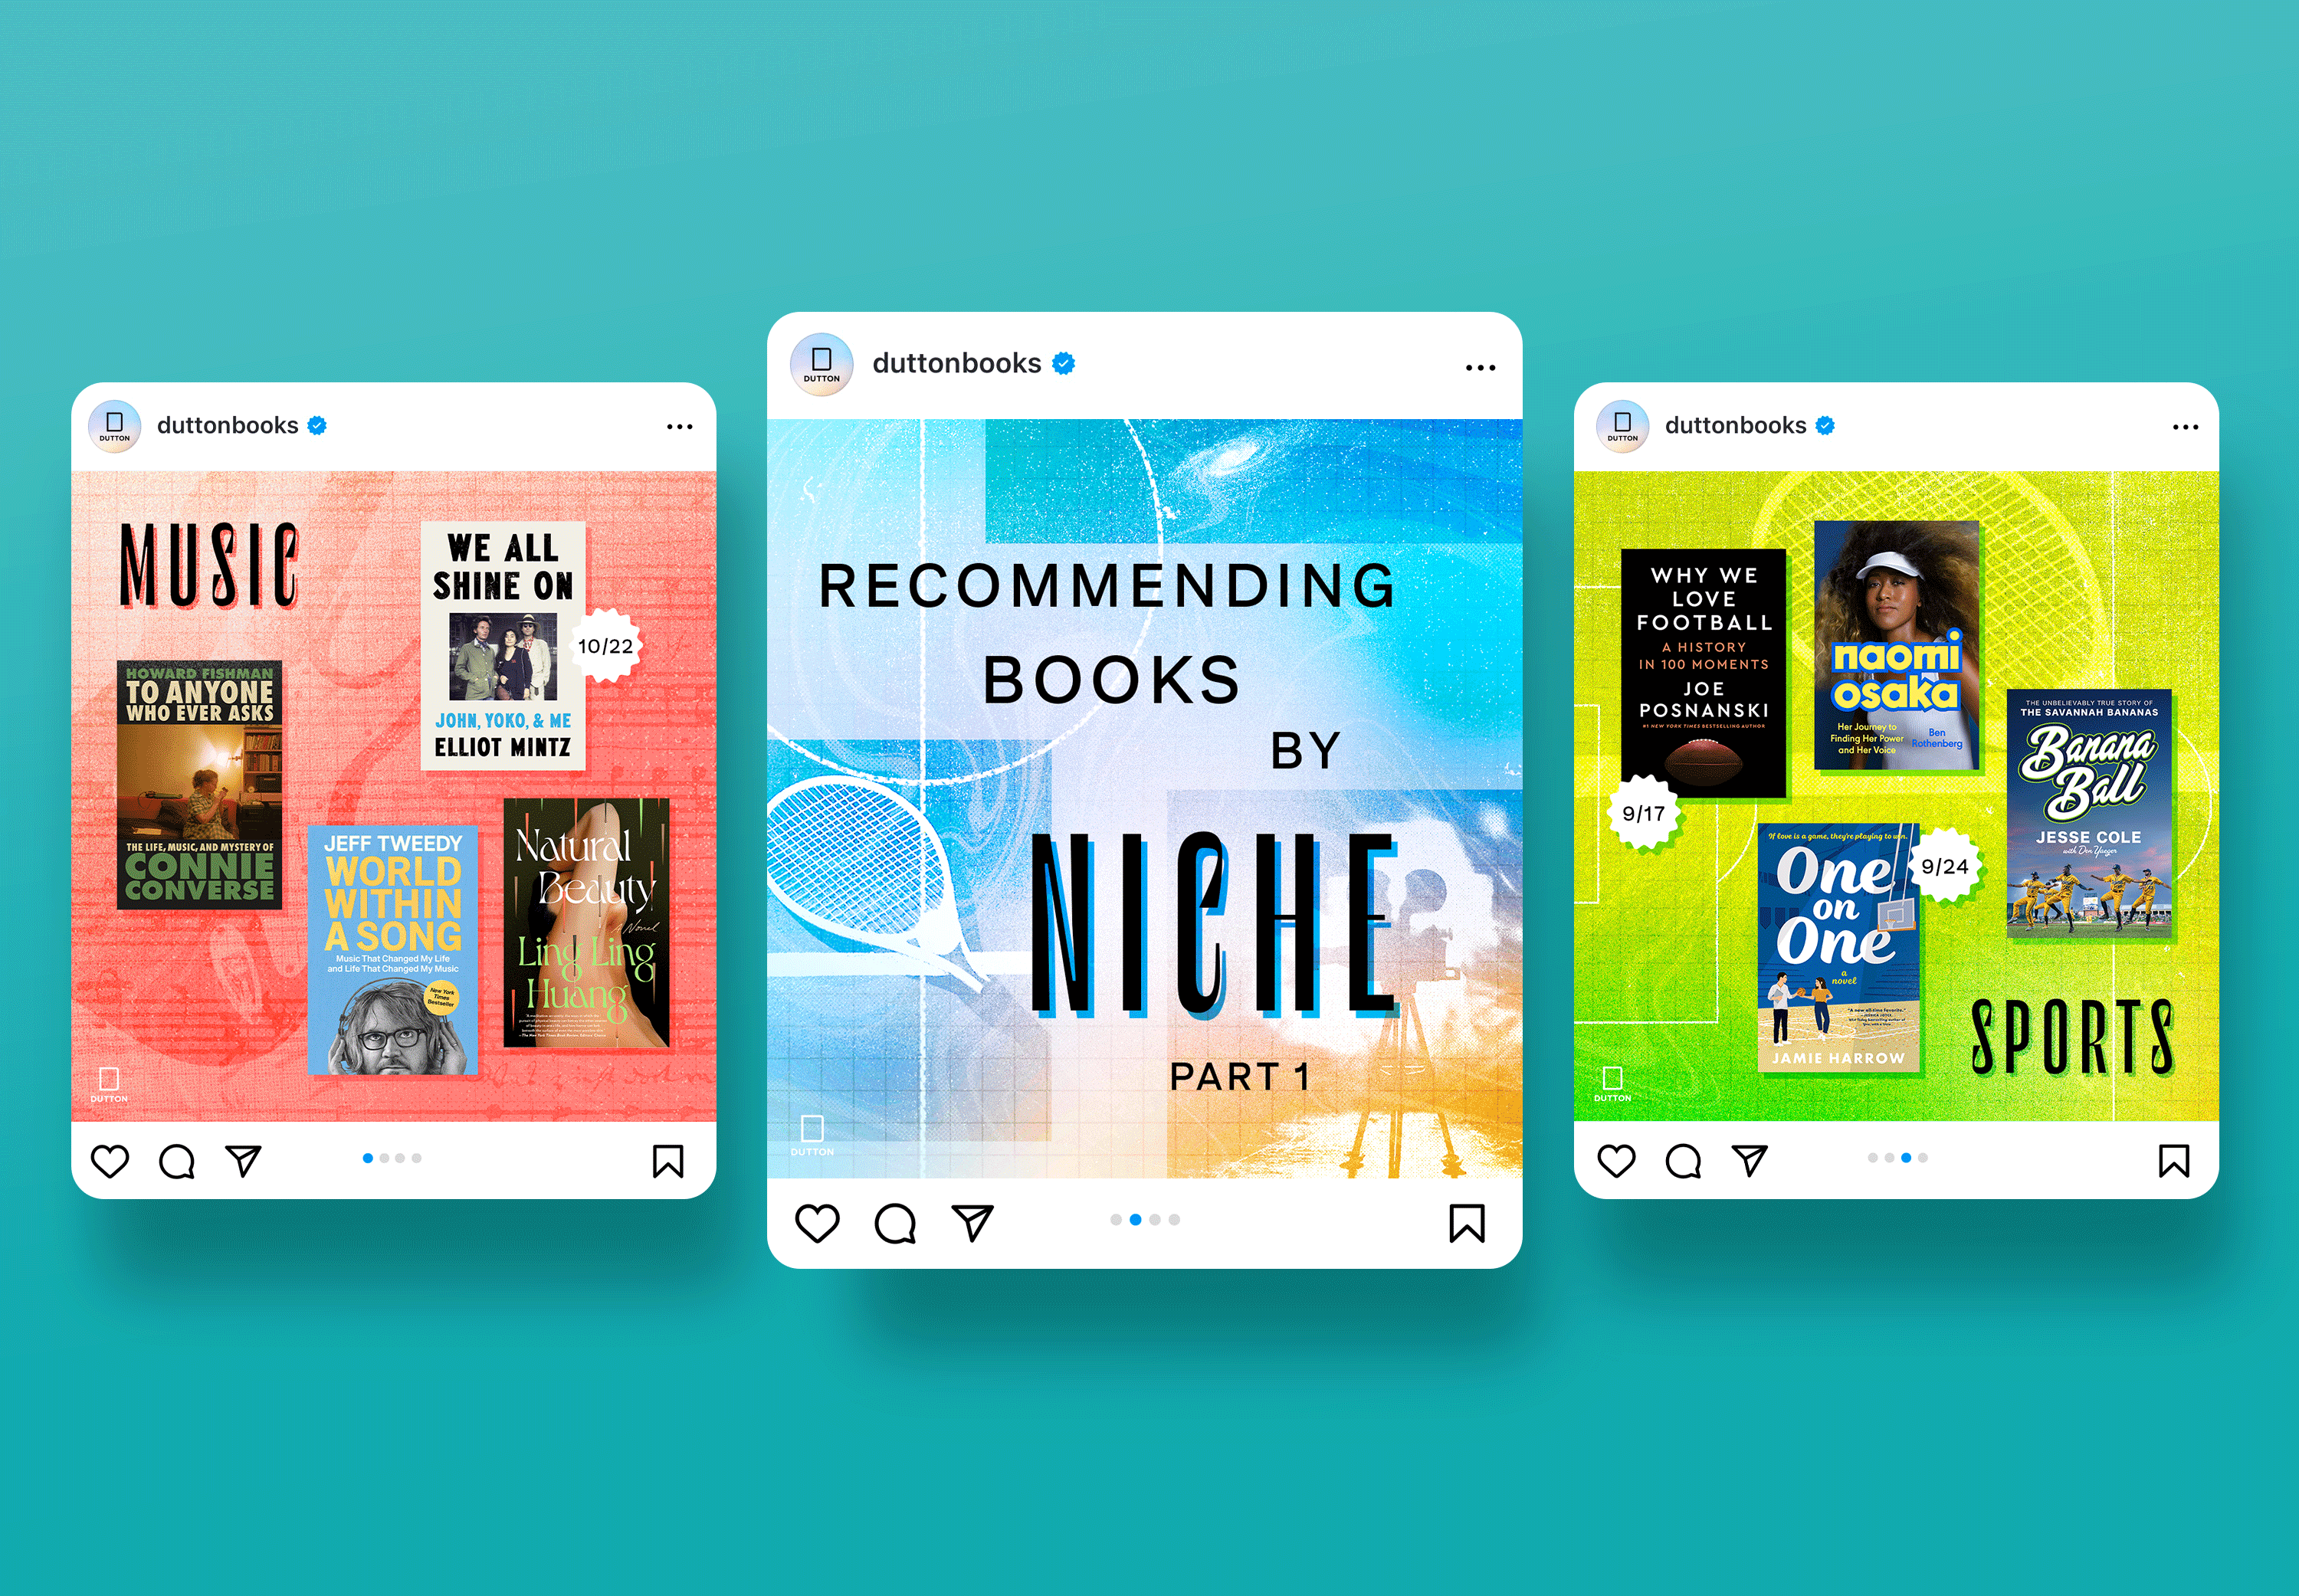 DUTTON
duttonbooks
MUSIC
WE ALL
SHINE ON
JOHN, YOKO, & ME
ELLIOT MINTZ
10/22
HOWARD FISHMAN
TO ANYONE
WHO EVER ASKS
THE LIFE, MUSIC, AND MYSTERY OF
CONNIE
CONVERSE
JEFF TWEEDY
WORLD
WITHIN
A SONG
Music That Changed My Life
and Life That Changed My Music
New York
Times
Bestseller
Natural
Beauty
A Novel
Ling Ling
Huang
DUTTON
DUTTON
duttonbooks
RECOMMENDING
BOOKS
BY
NICHE
PART 1
DUTTON
DUTTON
duttonbooks
WHY WE
LOVE
FOOTBALL
A HISTORY
IN 100 MOMENTS
JOE
POSNANSKI
#1 NEW YORK TIMES BESTSELLING AUTHOR
9/17
naomi
osaka
Her Journey to
Finding Her Power
and Her Voice
Ben
Rothenberg
THE UNBELIEVABLY TRUE STORY OF
THE SAVANNAH BANANAS
Banana
Ball
JESSE COLE
with Don Yaeger
If love is a game, they're playing to win.
One
on
One
a
novel
JAMIE HARROW
9/24
SPORTS
DUTTON